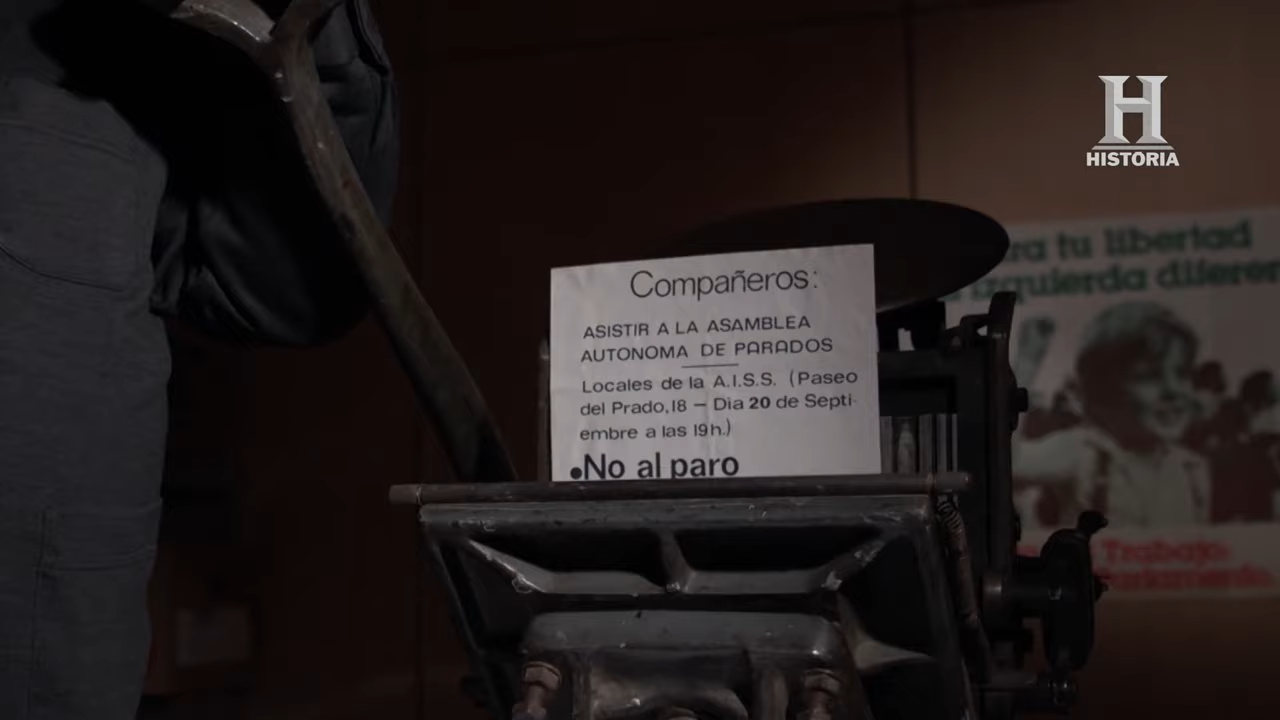 H
HISTORIA
Compañeros:
ASISTIR A LA ASAMBLEA
AUTONOMA DE PARADOS
Locales de la A.I.S.S. (Paseo
del Prado,18 – Dia 20 de Septi-
embre a las 19h.)
•No al paro
ra tu libertad
izquierda diferen
Trabajo.